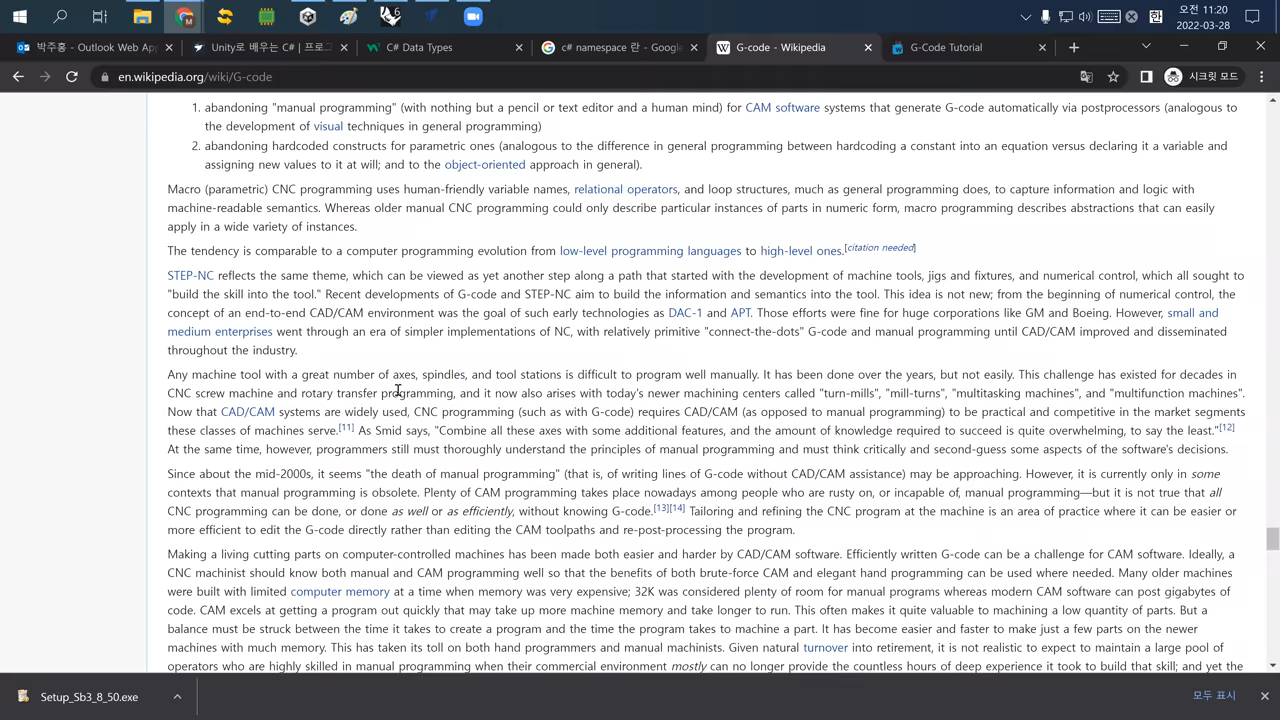 오전 11:20
한
2022-03-28
박주홍 - Outlook Web Ap
Unity로 배우는 C# | 프로그
C# Data Types
c# namespace 란 - Google
G-code - Wikipedia
G-Code Tutorial
en.wikipedia.org/wiki/G-code
시크릿 모드
1. abandoning "manual programming" (with nothing but a pencil or text editor and a human mind) for CAM software systems that generate G-code automatically via postprocessors (analogous to
the development of visual techniques in general programming)
2. abandoning hardcoded constructs for parametric ones (analogous to the difference in general programming between hardcoding a constant into an equation versus declaring it a variable and
assigning new values to it at will; and to the object-oriented approach in general).
Macro (parametric) CNC programming uses human-friendly variable names, relational operators, and loop structures, much as general programming does, to capture information and logic with
machine-readable semantics. Whereas older manual CNC programming could only describe particular instances of parts in numeric form, macro programming describes abstractions that can easily
apply in a wide variety of instances.
The tendency is comparable to a computer programming evolution from low-level programming languages to high-level ones.[citation needed]
STEP-NC reflects the same theme, which can be viewed as yet another step along a path that started with the development of machine tools, jigs and fixtures, and numerical control, which all sought to
"build the skill into the tool." Recent developments of G-code and STEP-NC aim to build the information and semantics into the tool. This idea is not new; from the beginning of numerical control, the
concept of an end-to-end CAD/CAM environment was the goal of such early technologies as DAC-1 and APT. Those efforts were fine for huge corporations like GM and Boeing. However, small and
medium enterprises went through an era of simpler implementations of NC, with relatively primitive "connect-the-dots" G-code and manual programming until CAD/CAM improved and disseminated
throughout the industry.
Any machine tool with a great number of axes, spindles, and tool stations is difficult to program well manually. It has been done over the years, but not easily. This challenge has existed for decades in
CNC screw machine and rotary transfer programming, and it now also arises with today's newer machining centers called "turn-mills", "mill-turns", "multitasking machines", and "multifunction machines".
Now that CAD/CAM systems are widely used, CNC programming (such as with G-code) requires CAD/CAM (as opposed to manual programming) to be practical and competitive in the market segments
these classes of machines serve.[11] As Smid says, "Combine all these axes with some additional features, and the amount of knowledge required to succeed is quite overwhelming, to say the least."[12]
At the same time, however, programmers still must thoroughly understand the principles of manual programming and must think critically and second-guess some aspects of the software's decisions.
Since about the mid-2000s, it seems "the death of manual programming" (that is, of writing lines of G-code without CAD/CAM assistance) may be approaching. However, it is currently only in some
contexts that manual programming is obsolete. Plenty of CAM programming takes place nowadays among people who are rusty on, or incapable of, manual programming—but it is not true that all
CNC programming can be done, or done as well or as efficiently, without knowing G-code.[13][14] Tailoring and refining the CNC program at the machine is an area of practice where it can be easier or
more efficient to edit the G-code directly rather than editing the CAM toolpaths and re-post-processing the program.
Making a living cutting parts on computer-controlled machines has been made both easier and harder by CAD/CAM software. Efficiently written G-code can be a challenge for CAM software. Ideally, a
CNC machinist should know both manual and CAM programming well so that the benefits of both brute-force CAM and elegant hand programming can be used where needed. Many older machines
were built with limited computer memory at a time when memory was very expensive; 32K was considered plenty of room for manual programs whereas modern CAM software can post gigabytes of
code. CAM excels at getting a program out quickly that may take up more machine memory and take longer to run. This often makes it quite valuable to machining a low quantity of parts. But a
balance must be struck between the time it takes to create a program and the time the program takes to machine a part. It has become easier and faster to make just a few parts on the newer
machines with much memory. This has taken its toll on both hand programmers and manual machinists. Given natural turnover into retirement, it is not realistic to expect to maintain a large pool of
operators who are highly skilled in manual programming when their commercial environment mostly can no longer provide the countless hours of deep experience it took to build that skill; and yet the
Setup_Sb3_8_50.exe
모두 표시